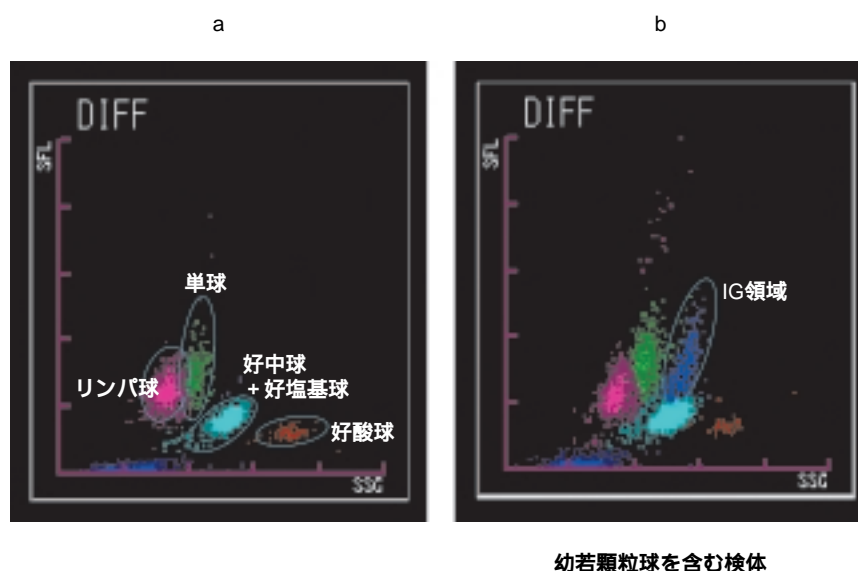 a
b
DIFF
SFL
単球
リンパ球
好中球
+好塩基球
好酸球
SSC
DIFF
SFL
IG領域
SSC
幼若顆粒球を含む検体